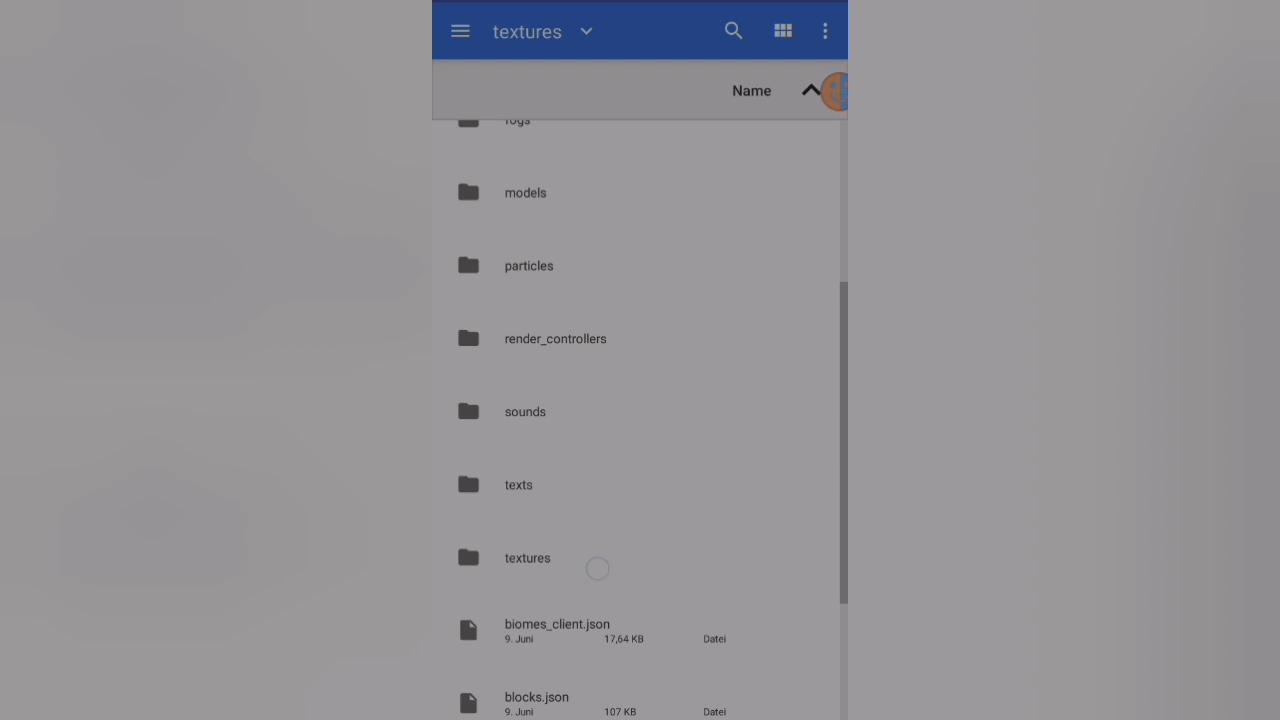 textures
Name
fogs
models
particles
render_controllers
sounds
texts
textures
biomes_client.json
9. Juni 17,64 KB Datei
blocks.json
9. Juni 107 KB Datei